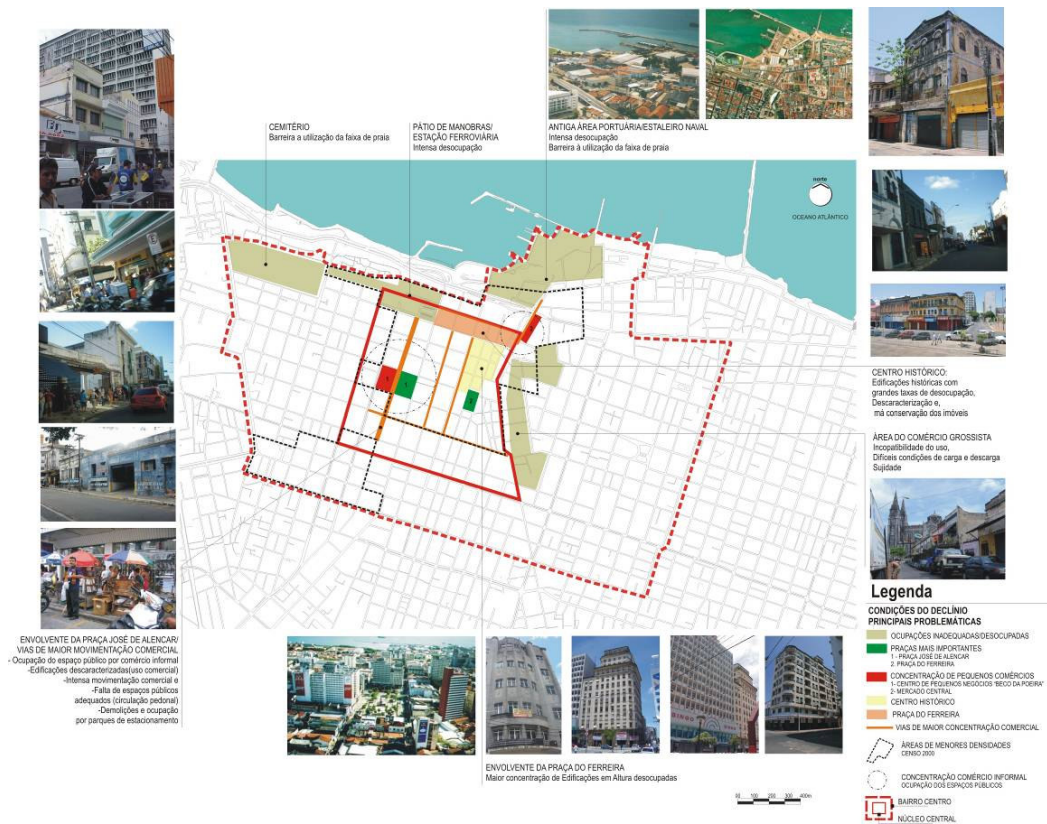 CEMITÉRIO
Barreira a utilização da faixa de praia
PÁTIO DE MANOBRAS/
ESTAÇÃO FERROVIÁRIA
Intensa desocupação
ANTIGA ÁREA PORTUÁRIA/ESTALEIRO NAVAL
Intensa desocupação
Barreira à utilização da faixa de praia
norte
OCEANO ATLÂNTICO
1
1
2
CENTRO HISTÓRICO:
Edificações históricas com
grandes taxas de desocupação,
Descaracterização e,
má conservação dos imóveis
ÁREA DO COMÉRCIO GROSSISTA
Incopatibilidade do uso,
Difíceis condições de carga e descarga
Sujidade
ENVOLVENTE DA PRAÇA JOSÉ DE ALENCAR/
VIAS DE MAIOR MOVIMENTAÇÃO COMERCIAL
- Ocupação do espaço público por comércio informal
-Edificações descaracterizadas(uso comercial)
-Intensa movimentação comercial e
-Falta de espaços públicos
adequados (circulação pedonal)
-Demolições e ocupação
por parques de estacionamento
ENVOLVENTE DA PRAÇA DO FERREIRA
Maior concentração de Edificações em Altura desocupadas
100 200 300 400m
Legenda
CONDIÇÕES DO DECLÍNIO
PRINCIPAIS PROBLEMÁTICAS
OCUPAÇÕES INADEQUADAS/DESOCUPADAS
PRAÇAS MAIS IMPORTANTES
1 - PRAÇA JOSÉ DE ALENCAR
2. PRAÇA DO FERREIRA
CONCENTRAÇÃO DE PEQUENOS COMÉRCIOS
1- CENTRO DE PEQUENOS NEGÓCIOS "BECO DA POEIRA"
2- MERCADO CENTRAL
CENTRO HISTÓRICO
PRAÇA DO FERREIRA
VIAS DE MAIOR CONCENTRAÇÃO COMERCIAL
ÁREAS DE MENORES DENSIDADES
CENSO 2000
CONCENTRAÇÃO COMÉRCIO INFORMAL
OCUPAÇÃO DOS ESPAÇOS PÚBLICOS
BAIRRO CENTRO
NÚCLEO CENTRAL